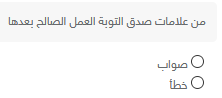 من علامات صدق التوبة العمل الصالح بعدها
صواب
خطأ